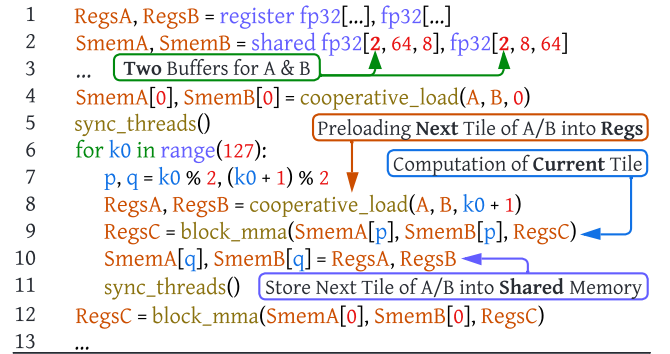 1 RegsA, RegsB = register fp32[...], fp32[...]
2 SmemA, SmemB = shared fp32[2, 64, 8], fp32[2, 8, 64]
3 ...
Two Buffers for A & B
4 SmemA[0], SmemB[0] = cooperative_load(A, B, 0)
5 sync_threads()
Preloading Next Tile of A/B into Regs
6 for k0 in range(127):
Computation of Current Tile
7 p, q = k0 % 2, (k0 + 1) % 2
8 RegsA, RegsB = cooperative_load(A, B, k0 + 1)
9 RegsC = block_mma(SmemA[p], SmemB[p], RegsC)
10 SmemA[q], SmemB[q] = RegsA, RegsB
11 sync_threads()
Store Next Tile of A/B into Shared Memory
12 RegsC = block_mma(SmemA[0], SmemB[0], RegsC)
13 ...